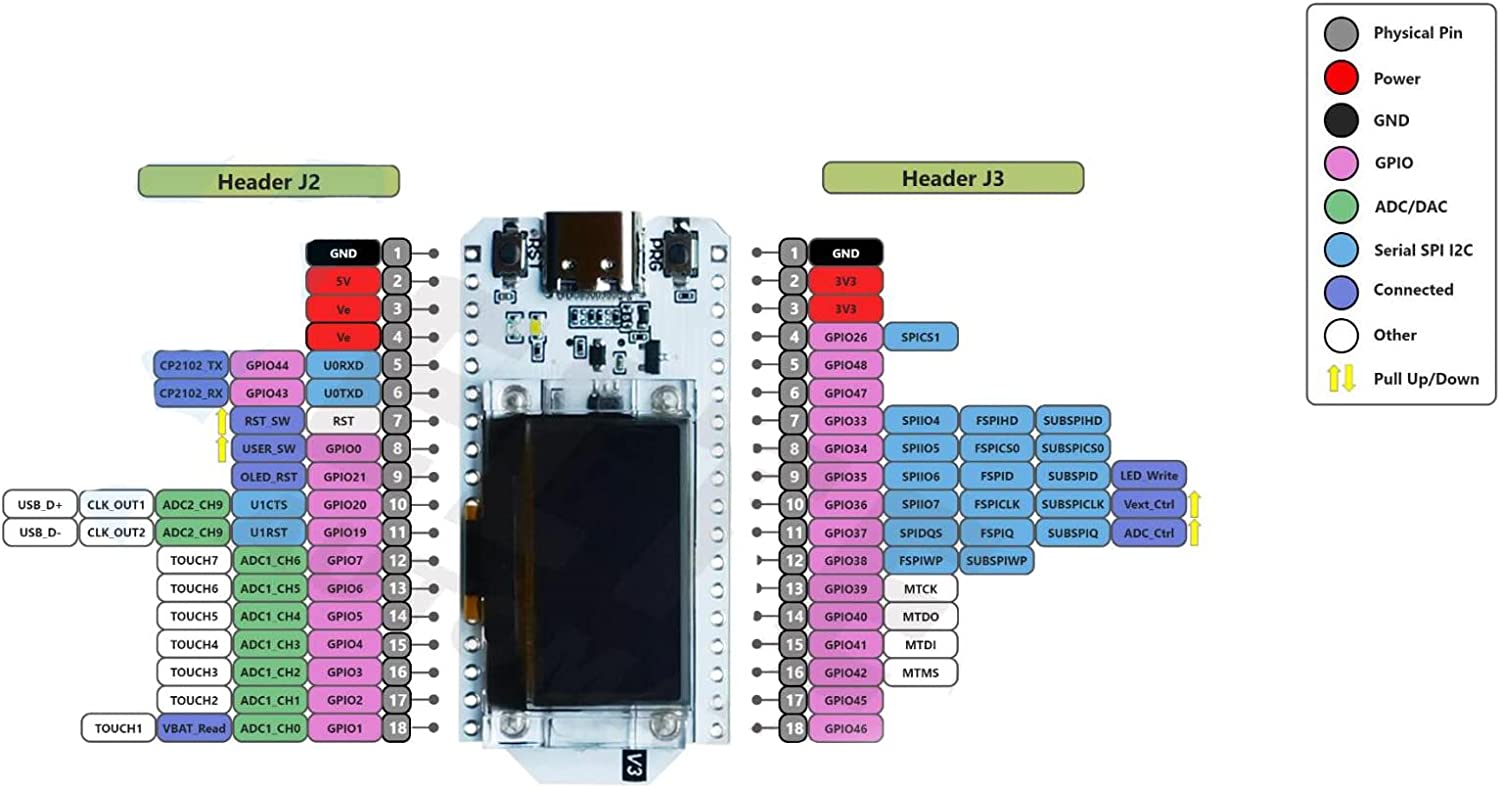 Header J2
GND 1
5V 2
Ve 3
Ve 4
CP2102_TX GPIO44 U0RXD 5
CP2102_RX GPIO43 U0TXD 6
RST_SW RST 7
USER_SW GPIO0 8
OLED_RST GPIO21 9
USB_D+ CLK_OUT1 ADC2_CH9 U1CTS GPIO20 10
USB_D- CLK_OUT2 ADC2_CH9 U1RST GPIO19 11
TOUCH7 ADC1_CH6 GPIO7 12
TOUCH6 ADC1_CH5 GPIO6 13
TOUCH5 ADC1_CH4 GPIO5 14
TOUCH4 ADC1_CH3 GPIO4 15
TOUCH3 ADC1_CH2 GPIO3 16
TOUCH2 ADC1_CH1 GPIO2 17
TOUCH1 VBAT_Read ADC1_CH0 GPIO1 18
RST
PRG
V3
Header J3
1 GND
2 3V3
3 3V3
4 GPIO26 SPICS1
5 GPIO48
6 GPIO47
7 GPIO33 SPIIO4 FSPIHD SUBSPIHD
8 GPIO34 SPIIO5 FSPICS0 SUBSPICS0
9 GPIO35 SPIIO6 FSPID SUBSPID LED_Write
10 GPIO36 SPIIO7 FSPICLK SUBSPICLK Vext_Ctrl
11 GPIO37 SPIDQS FSPIQ SUBSPIQ ADC_Ctrl
12 GPIO38 FSPIWP SUBSPIWP
13 GPIO39 MTCK
14 GPIO40 MTDO
15 GPIO41 MTDI
16 GPIO42 MTMS
17 GPIO45
18 GPIO46
Physical Pin
Power
GND
GPIO
ADC/DAC
Serial SPI I2C
Connected
Other
Pull Up/Down